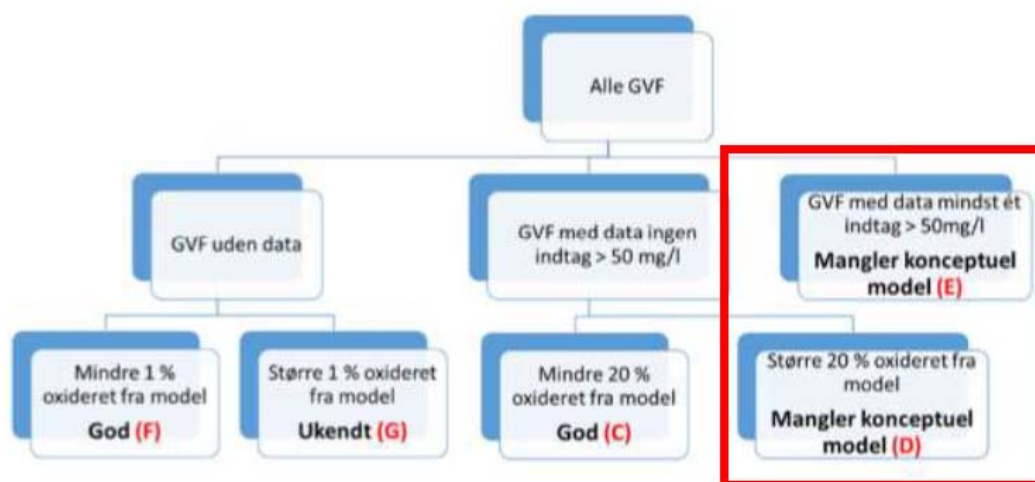 Alle GVF
GVF uden data
GVF med data ingen
indtag > 50 mg/l
GVF med data mindst ét
indtag > 50mg/l
Mangler konceptuel
model (E)
Mindre 1 %
oxideret fra model
God (F)
Større 1 % oxideret
fra model
Ukendt (G)
Mindre 20 %
oxideret fra model
God (C)
Større 20 % oxideret fra
model
Mangler konceptuel
model (D)